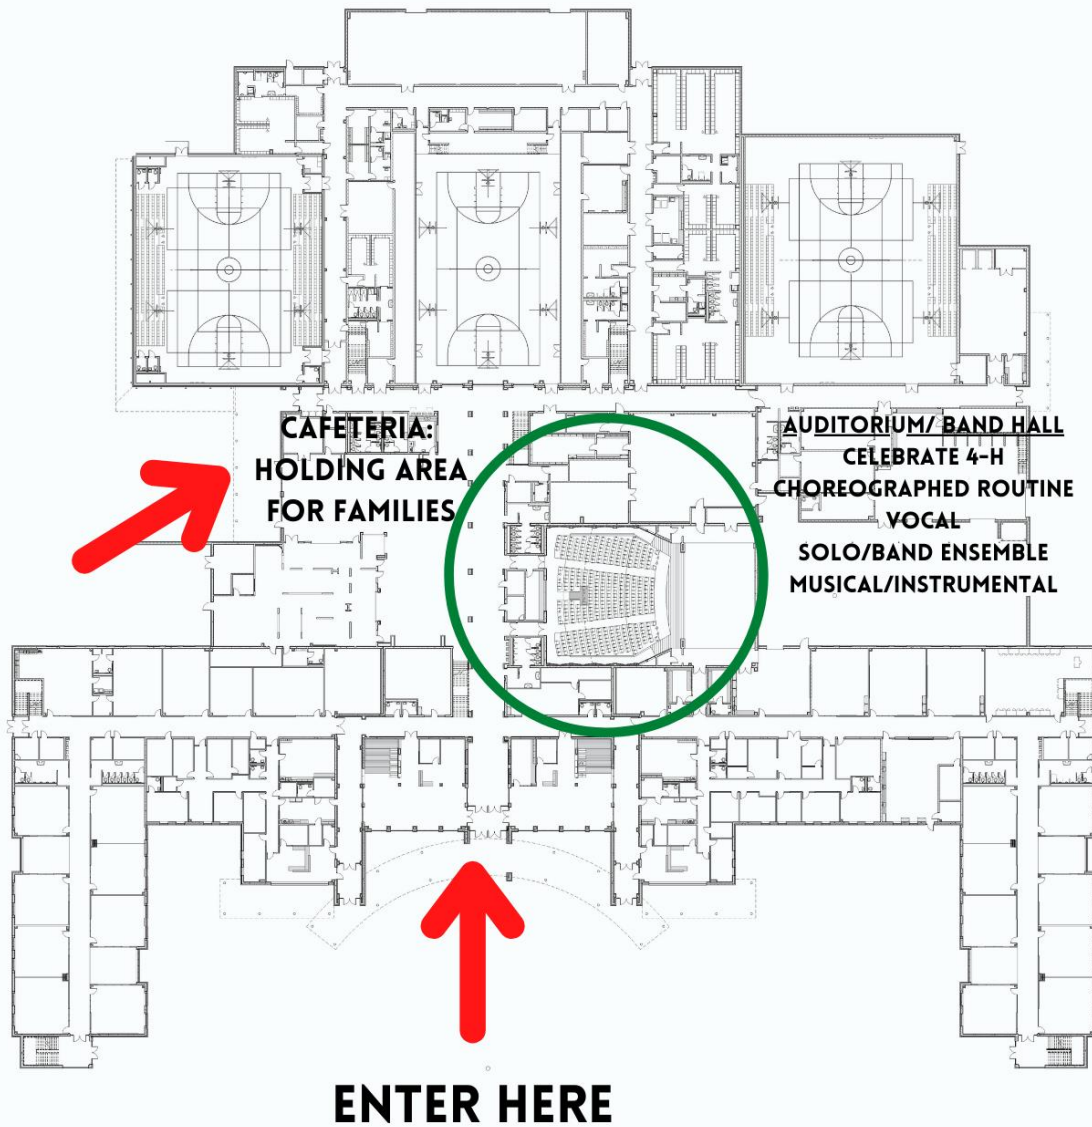 CAFETERIA:
HOLDING AREA
FOR FAMILIES
AUDITORIUM/ BAND HALL
CELEBRATE 4-H
CHOREOGRAPHED ROUTINE
VOCAL
SOLO/BAND ENSEMBLE
MUSICAL/INSTRUMENTAL
ENTER HERE